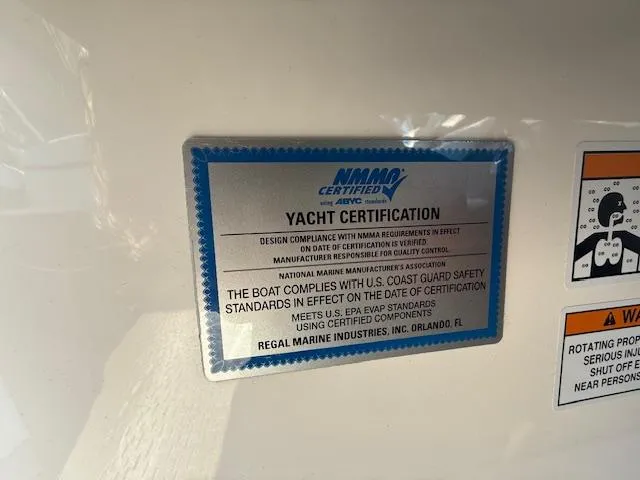 NMMA
CERTIFIED
using ABYC standards
YACHT CERTIFICATION
DESIGN COMPLIANCE WITH NMMA REQUIREMENTS IN EFFECT
ON DATE OF CERTIFICATION IS VERIFIED.
MANUFACTURER RESPONSIBLE FOR QUALITY CONTROL.
NATIONAL MARINE MANUFACTURER'S ASSOCIATION
THE BOAT COMPLIES WITH U.S. COAST GUARD SAFETY
STANDARDS IN EFFECT ON THE DATE OF CERTIFICATION
MEETS U.S. EPA EVAP STANDARDS
USING CERTIFIED COMPONENTS
REGAL MARINE INDUSTRIES, INC. ORLANDO, FL
WA
ROTATING PROP
SERIOUS INJU
SHUT OFF E
NEAR PERSONS